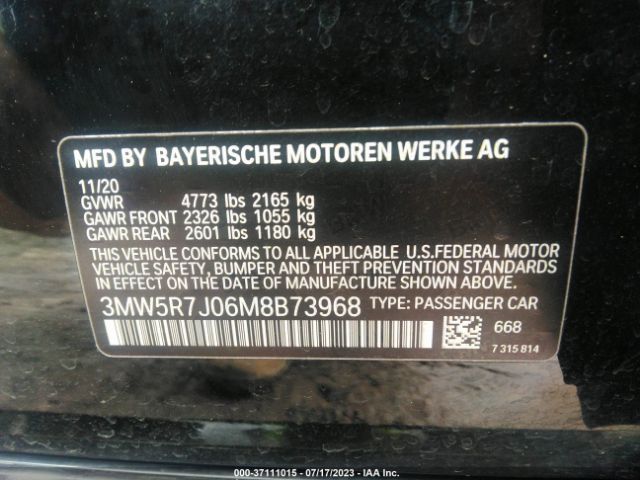 MFD BY BAYERISCHE MOTOREN WERKE AG
11/20
GVWR 4773 lbs 2165 kg
GAWR FRONT 2326 lbs 1055 kg
GAWR REAR 2601 lbs 1180 kg
THIS VEHICLE CONFORMS TO ALL APPLICABLE U.S.FEDERAL MOTOR
VEHICLE SAFETY, BUMPER AND THEFT PREVENTION STANDARDS
IN EFFECT ON THE DATE OF MANUFACTURE SHOWN ABOVE.
3MW5R7J06M8B73968 TYPE: PASSENGER CAR
668
7 315 814
000-37111015 - 07/17/2023 - IAA Inc.